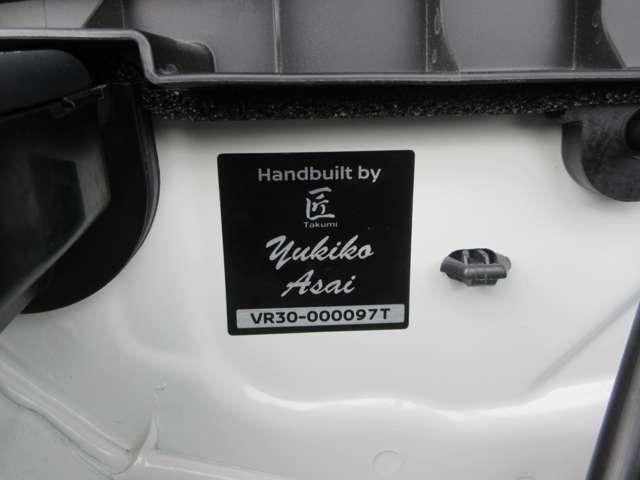 Handbuilt by
匠
Takumi
Yukiko
Asai
VR30-000097T